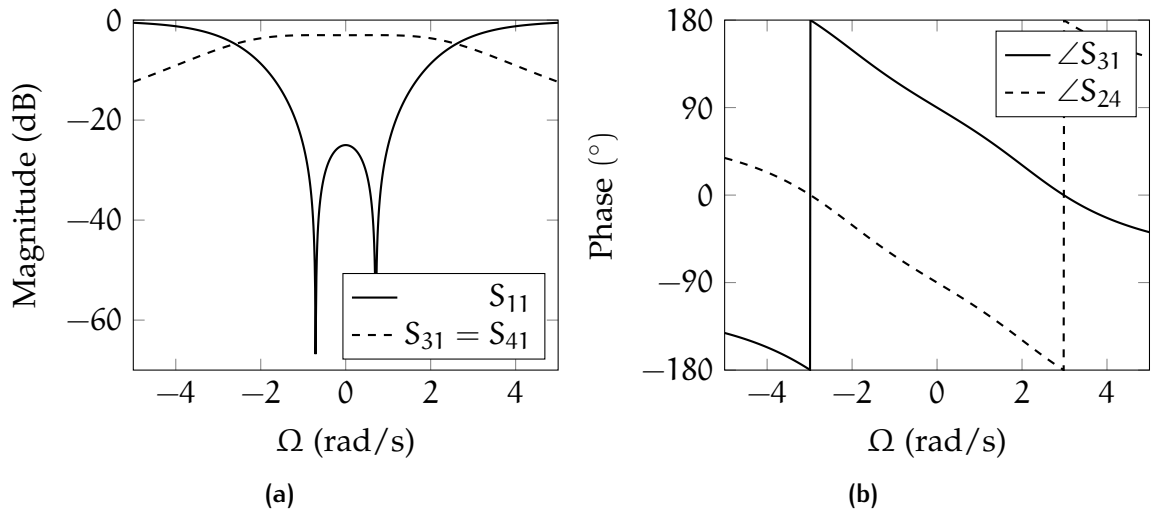 0
−20
−40
−60
Magnitude (dB)
S11
S31 = S41
−4
−2
0
2
4
Ω (rad/s)
(a)
180
90
0
−90
−180
Phase (°)
∠S31
∠S24
−4
−2
0
2
4
Ω (rad/s)
(b)